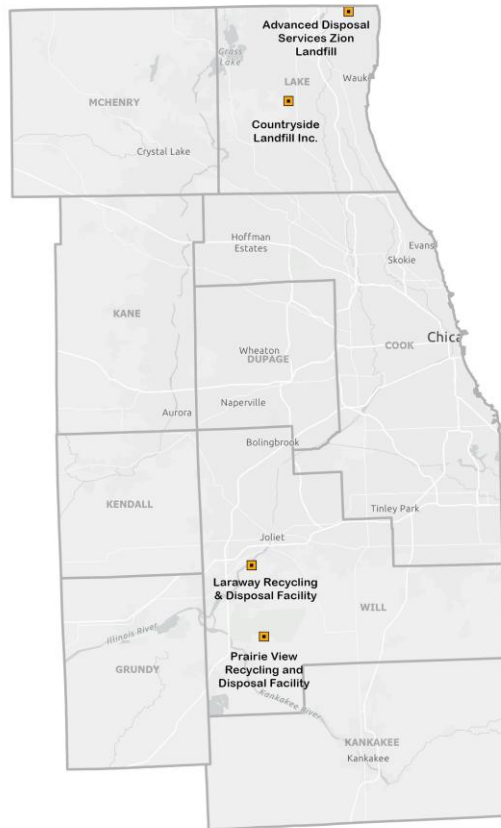 Advanced Disposal
Services Zion
Landfill
Grass
Lake
LAKE
Wauk
MCHENRY
Countryside
Landfill Inc.
Crystal Lake
Hoffman
Estates
Evans
Skokie
KANE
Chica
COOK
Wheaton
DUPAGE
Naperville
Aurora
Bolingbrook
KENDALL
Tinley Park
Joliet
Laraway Recycling
& Disposal Facility
WILL
Illinois River
Prairie View
Recycling and
Disposal Facility
GRUNDY
Kankakee River
KANKAKEE
Kankakee